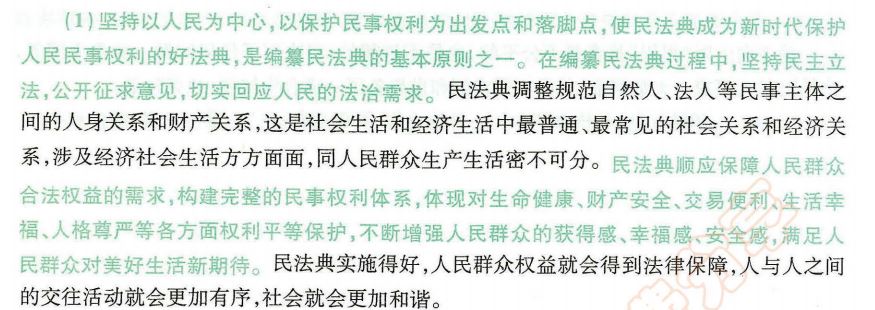 (1)坚持以人民为中心,以保护民事权利为出发点和落脚点,使民法典成为新时代保护
人民民事权利的好法典,是编纂民法典的基本原则之一。在编纂民法典过程中,坚持民主立
法,公开征求意见,切实回应人民的法治需求。民法典调整规范自然人、法人等民事主体之
间的人身关系和财产关系,这是社会生活和经济生活中最普通、最常见的社会关系和经济关
系,涉及经济社会生活方方面面,同人民群众生产生活密不可分。民法典顺应保障人民群众
合法权益的需求,构建完整的民事权利体系,体现对生命健康、财产安全、交易便利、生活幸
福、人格尊严等各方面权利平等保护,不断增强人民群众的获得感、幸福感、安全感,满足人
民群众对美好生活新期待。民法典实施得好,人民群众权益就会得到法律保障,人与人之间
的交往活动就会更加有序,社会就会更加和谐。